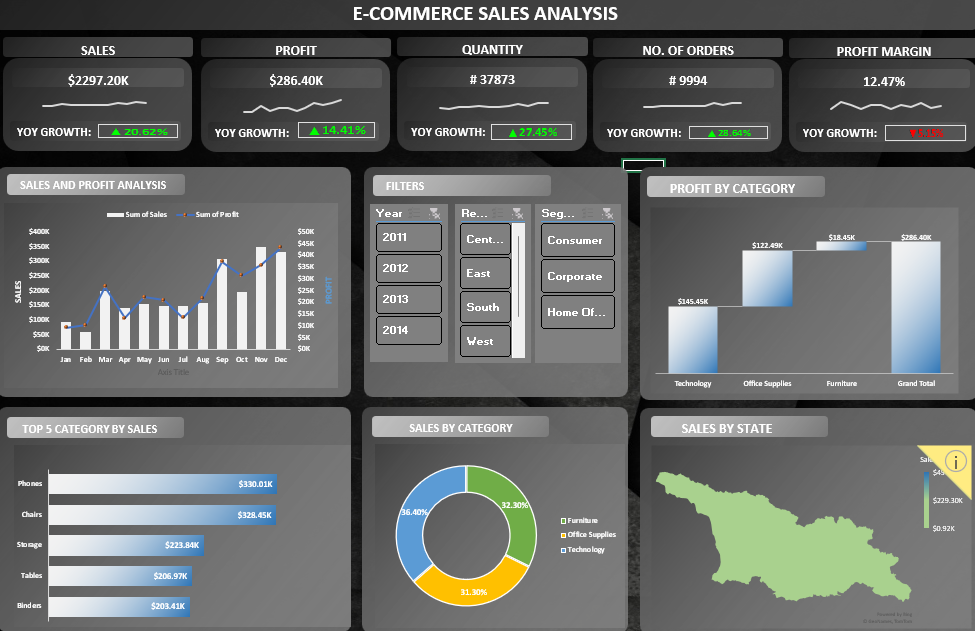 E-COMMERCE SALES ANALYSIS
SALES
$2297.20K
YOY GROWTH: ▲ 20.62%
PROFIT
$286.40K
YOY GROWTH: ▲ 14.41%
QUANTITY
# 37873
YOY GROWTH: ▲ 27.45%
NO. OF ORDERS
# 9994
YOY GROWTH: ▲ 28.64%
PROFIT MARGIN
12.47%
YOY GROWTH:
SALES AND PROFIT ANALYSIS
Sum of Sales Sum of Profit
SALES
$400K
$350K
$300K
$250K
$200K
$150K
$100K
$50K
$0K
$50K
$45K
$40K
$35K
$30K
$25K
$20K
$15K
$10K
$5K
$0K
PROFIT
Jan Feb Mar Apr May Jun Jul Aug Sep Oct Nov Dec
Axis Title
FILTERS
Year
2011
2012
2013
2014
Re...
Cent...
East
South
West
Seg...
Consumer
Corporate
Home Of...
PROFIT BY CATEGORY
$145.45K
$122.49K
$18.45K
$286.40K
Technology Office Supplies Furniture Grand Total
TOP 5 CATEGORY BY SALES
Phones $330.01K
Chairs $328.45K
Storage $223.84K
Tables $206.97K
Binders $203.41K
SALES BY CATEGORY
36.40%
32.30%
31.30%
Furniture
Office Supplies
Technology
SALES BY STATE
$229.30K
$0.92K
Powered by Bing